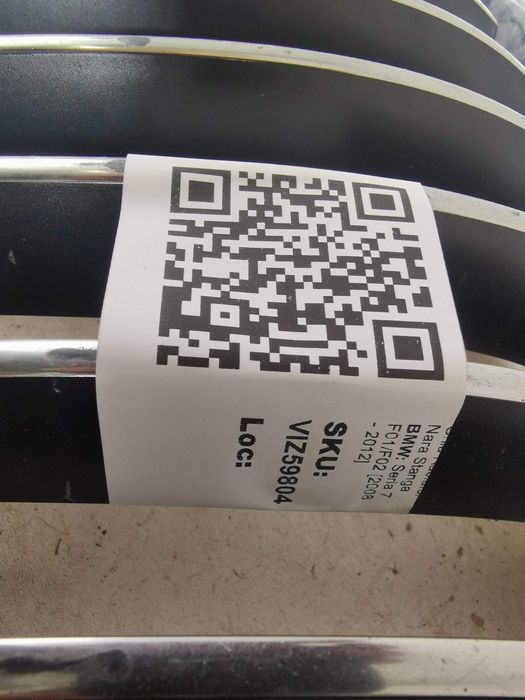 Nara Stanga
BMW: Seria 7
F01/F02 [2008
- 2012]
SKU:
VIZ59804
Loc: